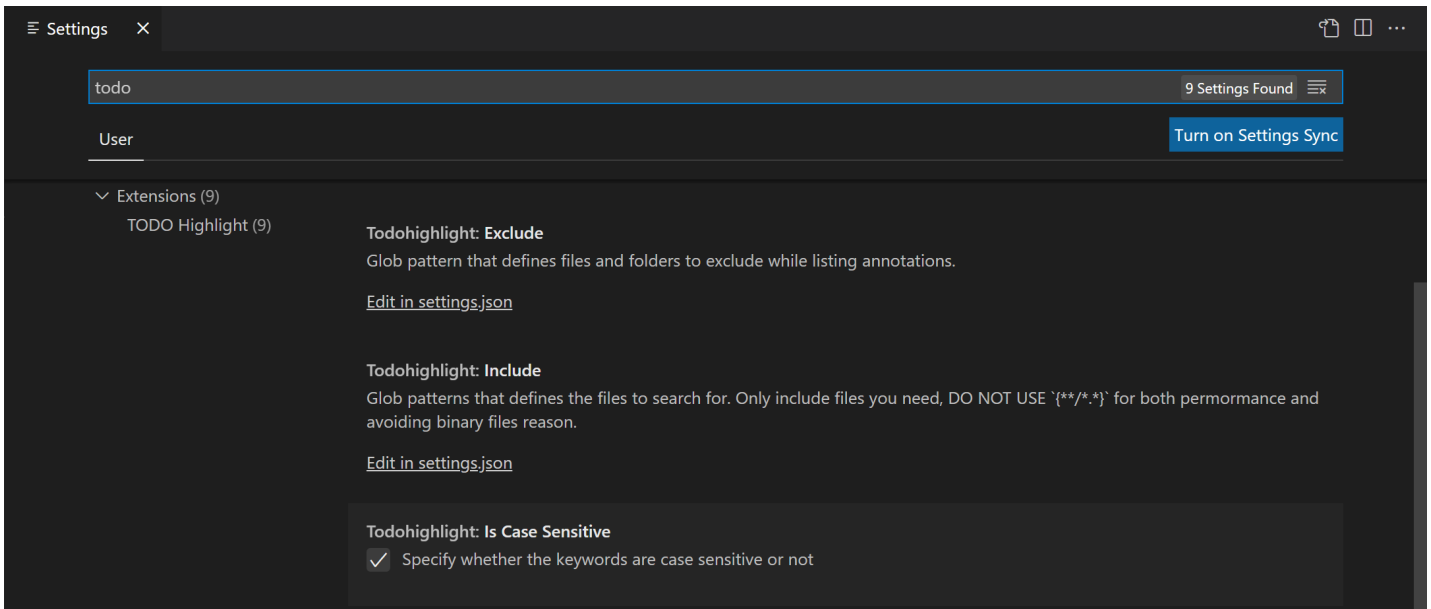 Settings
todo
9 Settings Found
User
Turn on Settings Sync
Extensions (9)
TODO Highlight (9)
Todohighlight: Exclude
Glob pattern that defines files and folders to exclude while listing annotations.
Edit in settings.json
Todohighlight: Include
Glob patterns that defines the files to search for. Only include files you need, DO NOT USE `{**/*.*}` for both permormance and
avoiding binary files reason.
Edit in settings.json
Todohighlight: Is Case Sensitive
Specify whether the keywords are case sensitive or not